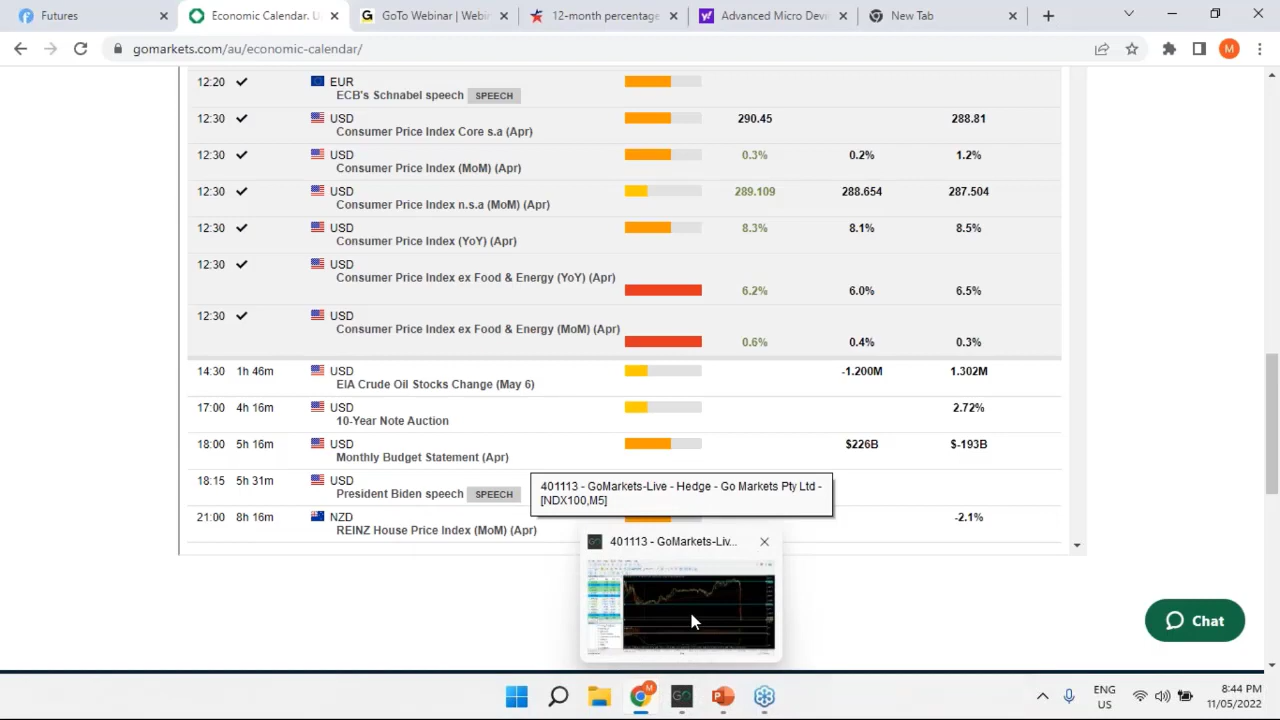 Futures
Economic Calendar. U
GoTo Webinar | Webi
12-month percentage
Advanced Micro Devi
New Tab
gomarkets.com/au/economic-calendar/
M
12:20 EUR
ECB's Schnabel speech SPEECH
12:30 USD
Consumer Price Index Core s.a (Apr) 290.45 288.81
12:30 USD
Consumer Price Index (MoM) (Apr) 0.3% 0.2% 1.2%
12:30 USD
Consumer Price Index n.s.a (MoM) (Apr) 289.109 288.654 287.504
12:30 USD
Consumer Price Index (YoY) (Apr) 8.3% 8.1% 8.5%
12:30 USD
Consumer Price Index ex Food & Energy (YoY) (Apr)
6.2% 6.0% 6.5%
12:30 USD
Consumer Price Index ex Food & Energy (MoM) (Apr)
0.6% 0.4% 0.3%
14:30 1h 46m USD -1.200M 1.302M
EIA Crude Oil Stocks Change (May 6)
17:00 4h 16m USD 2.72%
10-Year Note Auction
18:00 5h 16m USD $226B $-193B
Monthly Budget Statement (Apr)
18:15 5h 31m USD
President Biden speech SPEECH
401113 - GoMarkets-Live - Hedge - Go Markets Pty Ltd -
[NDX100,M5]
21:00 8h 16m NZD -2.1%
REINZ House Price Index (MoM) (Apr)
401113 - GoMarkets-Liv...
Chat
GO
ENG
US
8:44 PM
11/05/2022